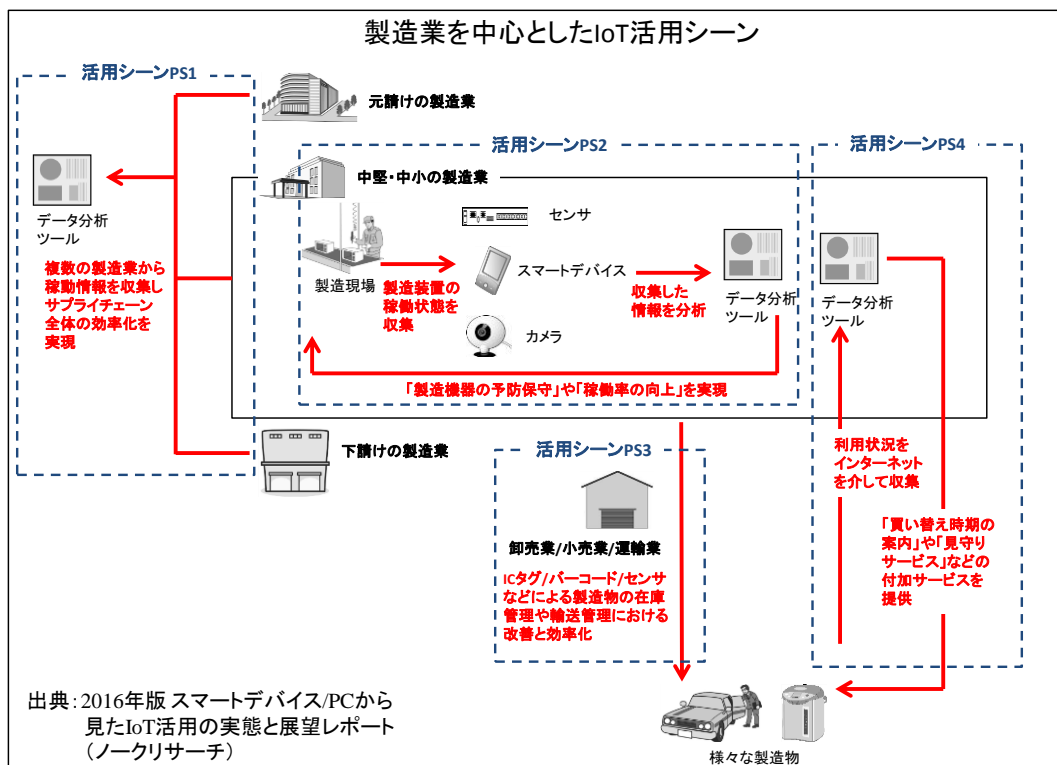 製造業を中心としたIoT活用シーン
活用シーンPS1
元請けの製造業
データ分析
ツール
複数の製造業から
稼動情報を収集し
サプライチェーン
全体の効率化を
実現
下請けの製造業
中堅・中小の製造業
活用シーンPS2
製造現場
製造装置の
稼働状態を
収集
センサ
スマートデバイス
カメラ
収集した
情報を分析
データ分析
ツール
「製造機器の予防保守」や「稼働率の向上」を実現
活用シーンPS3
卸売業/小売業/運輸業
ICタグ/バーコード/センサ
などによる製造物の在庫
管理や輸送管理における
改善と効率化
活用シーンPS4
データ分析
ツール
利用状況を
インターネット
を介して収集
「買い替え時期の
案内」や「見守り
サービス」などの
付加サービスを
提供
様々な製造物
出典：2016年版 スマートデバイス/PCから
見たIoT活用の実態と展望レポート
（ノークリサーチ）